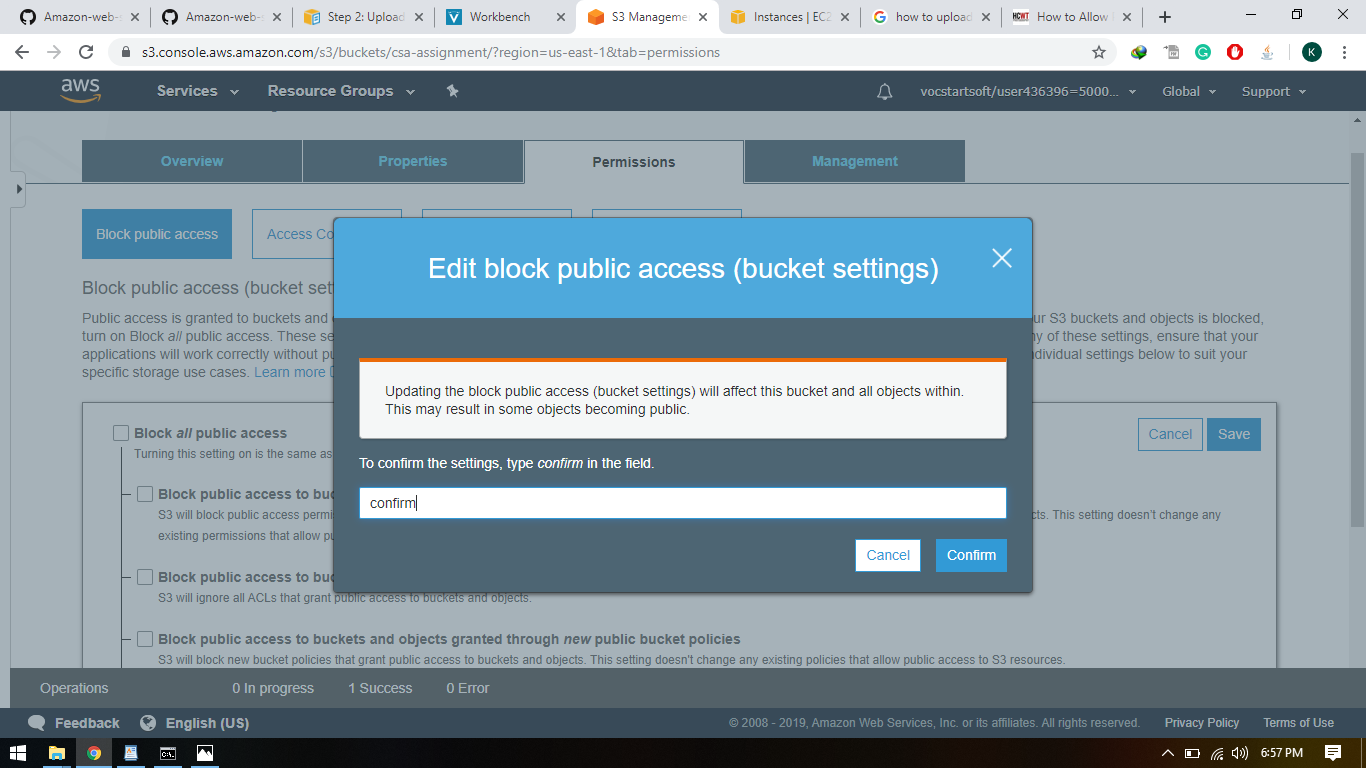 Amazon-web-s
Amazon-web-s
Step 2: Upload
Workbench
S3 Manageme
Instances | EC2
how to upload
How to Allow
s3.console.aws.amazon.com/s3/buckets/csa-assignment/?region=us-east-1&tab=permissions
K
aws
Services
Resource Groups
vocstartsoft/user436396=5000...
Global
Support
Overview
Properties
Permissions
Management
Block public access
Access Co
Edit block public access (bucket settings)
Block public access (bucket sett
Public access is granted to buckets and
ur S3 buckets and objects is blocked,
turn on Block all public access. These se
ny of these settings, ensure that your
applications will work correctly without pu
ndividual settings below to suit your
specific storage use cases. Learn more
Updating the block public access (bucket settings) will affect this bucket and all objects within.
This may result in some objects becoming public.
Block all public access
Cancel
Save
Turning this setting on is the same as
To confirm the settings, type confirm in the field.
Block public access to buc
confirm
S3 will block public access permi
cts. This setting doesn't change any
existing permissions that allow pu
Cancel
Confirm
Block public access to buc
S3 will ignore all ACLs that grant public access to buckets and objects.
Block public access to buckets and objects granted through new public bucket policies
S3 will block new bucket policies that grant public access to buckets and objects. This setting doesn't change any existing policies that allow public access to S3 resources.
Operations
0 In progress
1 Success
0 Error
Feedback
English (US)
© 2008 - 2019, Amazon Web Services, Inc. or its affiliates. All rights reserved.
Privacy Policy
Terms of Use
6:57 PM